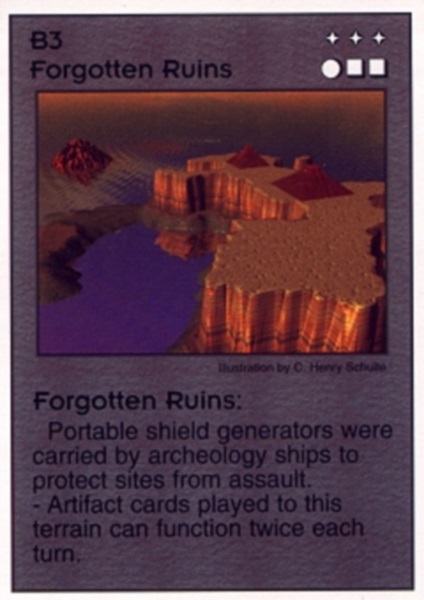 B3
Forgotten Ruins
Illustration by C. Henry Schulte
Forgotten Ruins:
Portable shield generators were
carried by archeology ships to
protect sites from assault.
- Artifact cards played to this
terrain can function twice each
turn.